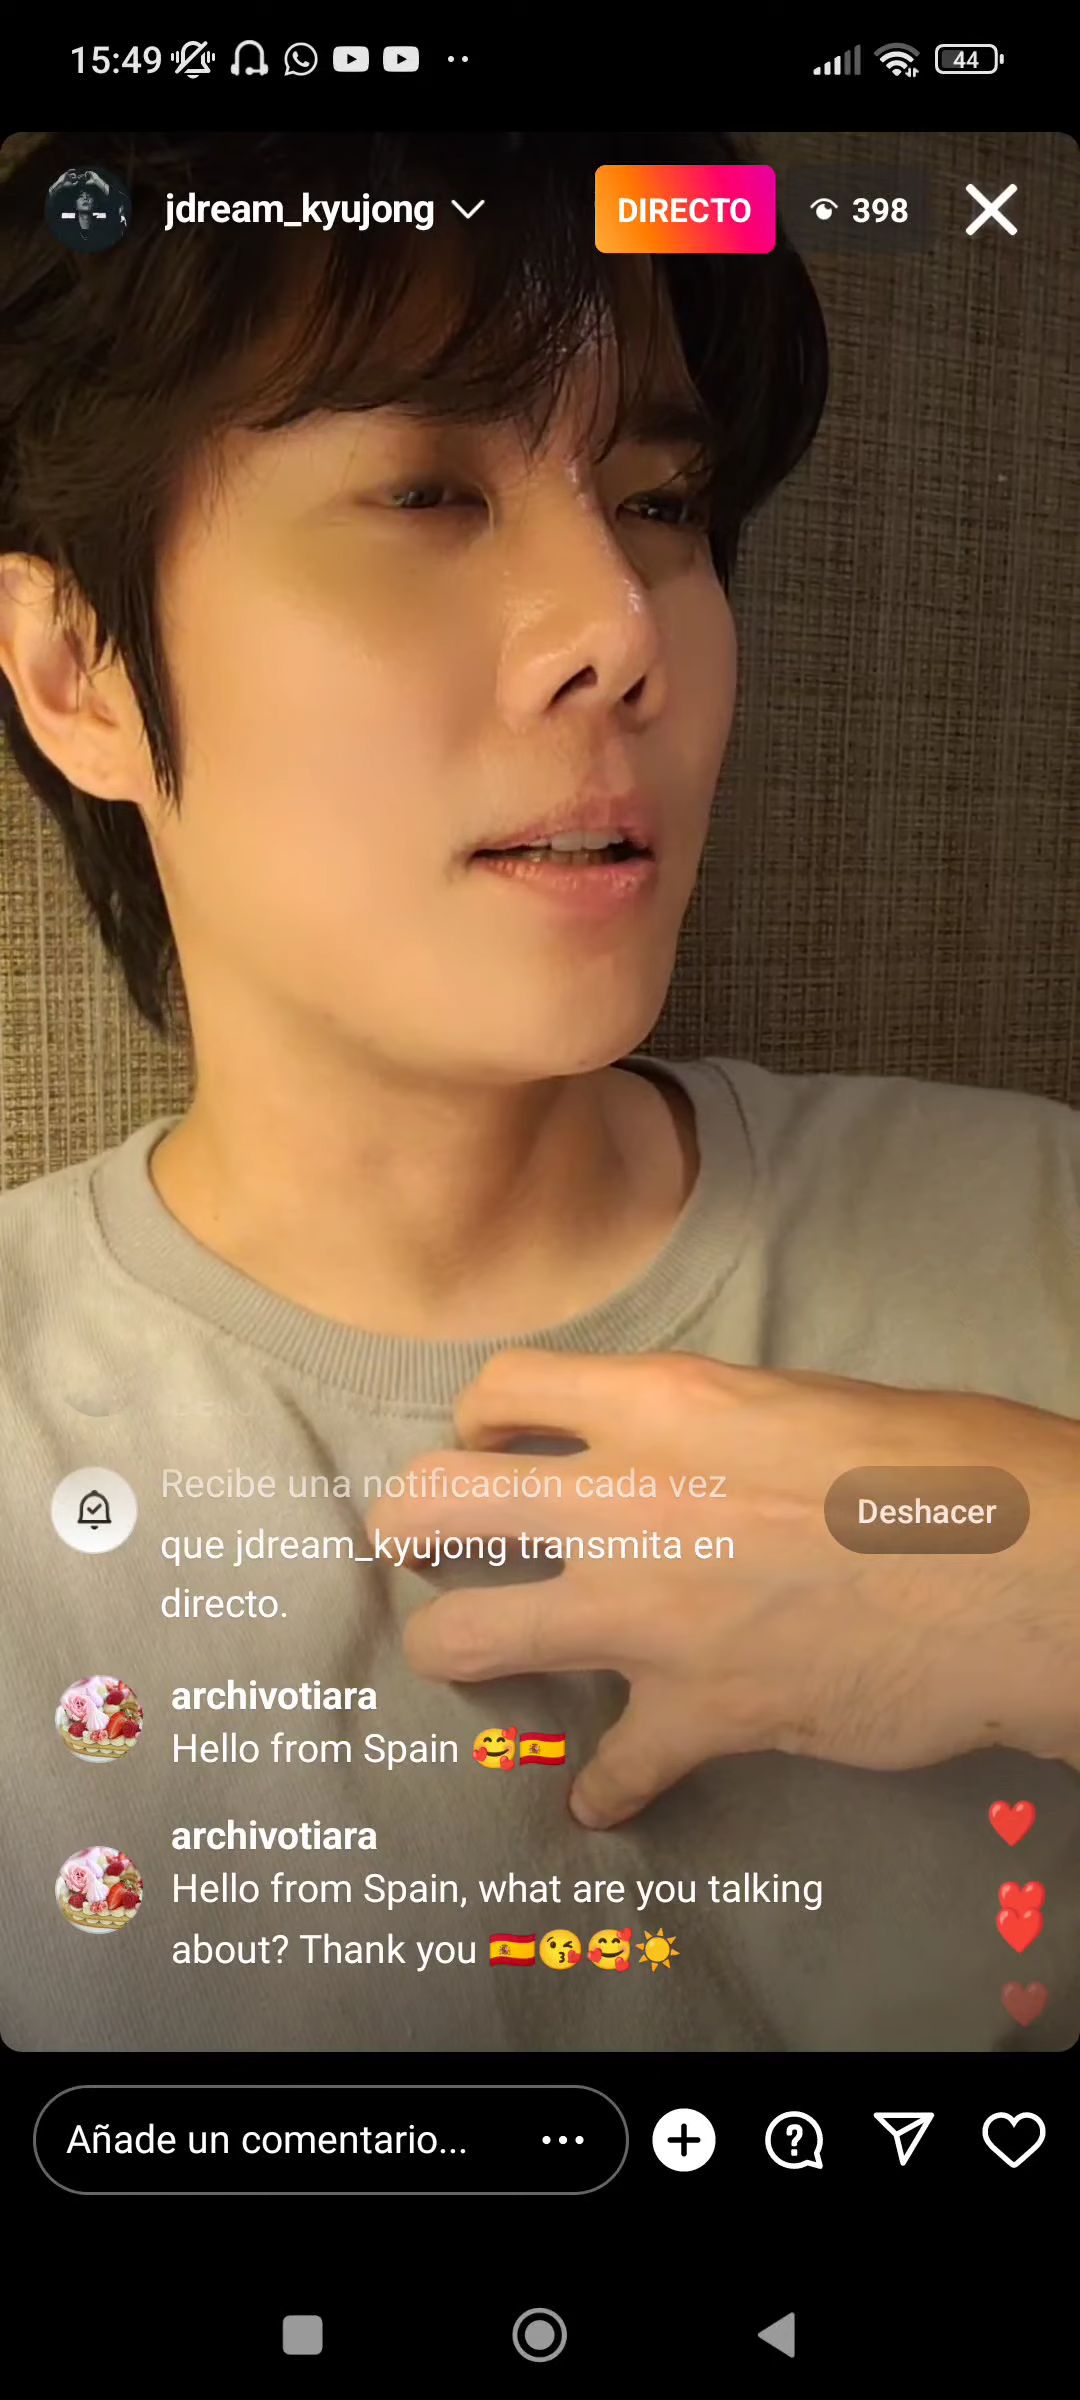 15:49
44
jdream_kyujong
DIRECTO
398
Recibe una notificación cada vez
que jdream_kyujong transmita en
directo.
Deshacer
archivotiara
Hello from Spain 🥰🇪🇸
archivotiara
Hello from Spain, what are you talking
about? Thank you 🇪🇸😘🥰☀️
Añade un comentario...